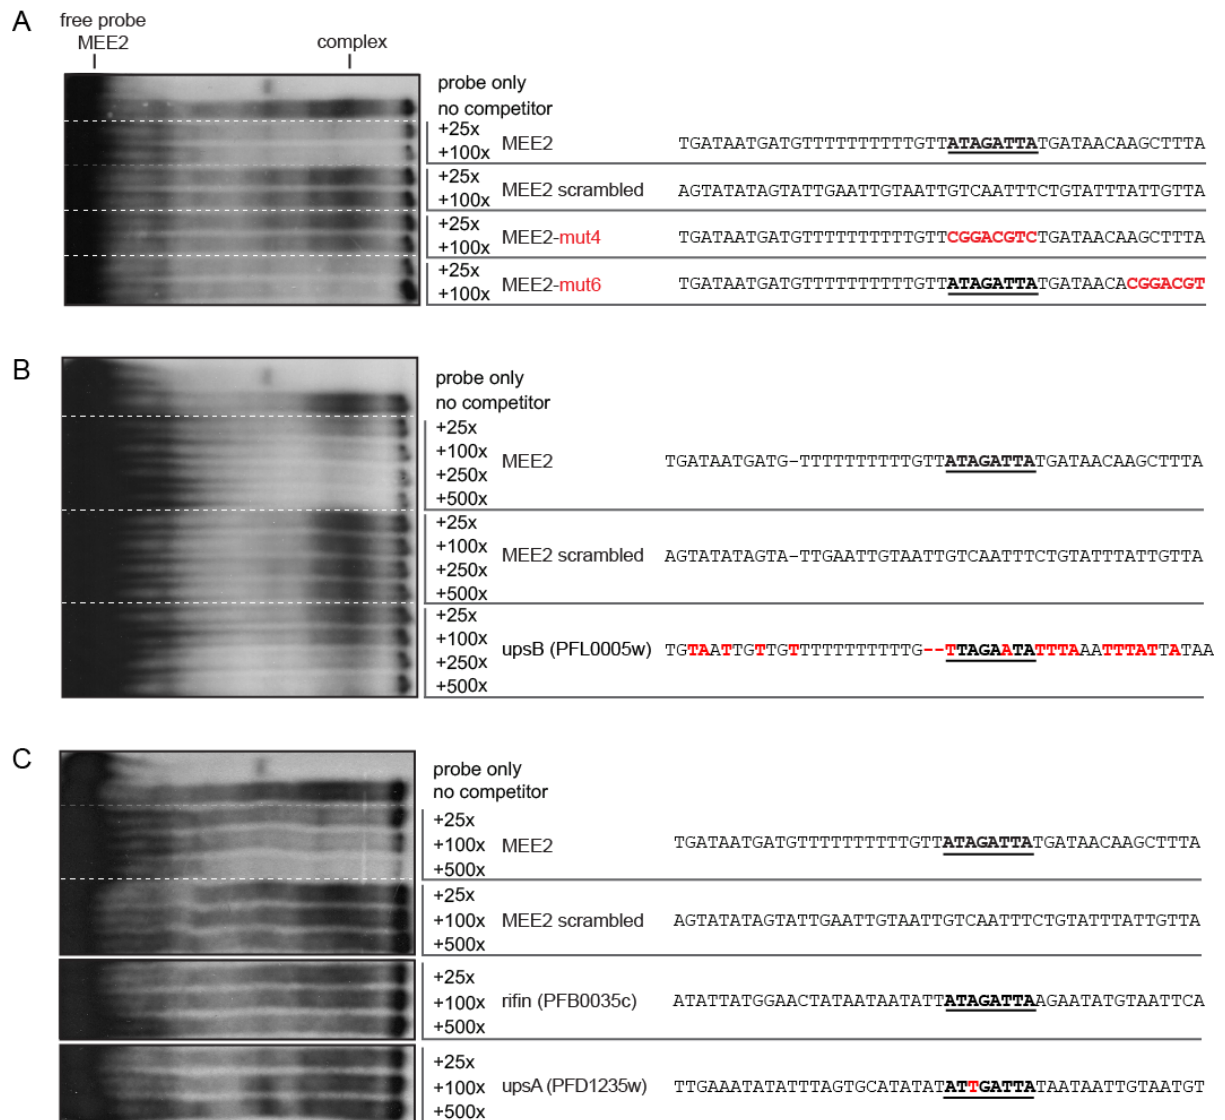 A
free probe
MEE2
complex
probe only
no competitor
+25x
+100x
MEE2
TGATAATGATGTTTTTTTTTTGTTATAGATTATGATAACAAGCTTTA
+25x
+100x
MEE2 scrambled
AGTATATAGTATTGAATTGTAATTGTCAATTTCTGTATTTATTGTTA
+25x
+100x
MEE2-mut4
TGATAATGATGTTTTTTTTTTGTTCGGACGTCTGATAACAAGCTTTA
+25x
+100x
MEE2-mut6
TGATAATGATGTTTTTTTTTTGTTATAGATTATGATAACACGGACGT
B
probe only
no competitor
+25x
+100x
+250x
+500x
MEE2
TGATAATGATG-TTTTTTTTTTGTTATAGATTATGATAACAAGCTTTA
+25x
+100x
+250x
+500x
MEE2 scrambled
AGTATATAGTA-TTGAATTGTAATTGTCAATTTCTGTATTTATTGTTA
+25x
+100x
+250x
+500x
upsB (PFL0005w)
TGTAATTGTTGTTTTTTTTTTTG--TTAGAATATTTAAATTTATTATAA
C
probe only
no competitor
+25x
+100x
+500x
MEE2
TGATAATGATGTTTTTTTTTTGTTATAGATTATGATAACAAGCTTTA
+25x
+100x
+500x
MEE2 scrambled
AGTATATAGTATTGAATTGTAATTGTCAATTTCTGTATTTATTGTTA
+25x
+100x
+500x
rifin (PFB0035c)
ATATTATGGAACTATAATAATATTATAGATTAAGAATATGTAATTCA
+25x
+100x
+500x
upsA (PFD1235w)
TTGAAATATATTTAGTGCATATATATTGATTATAATAATTGTAATGT